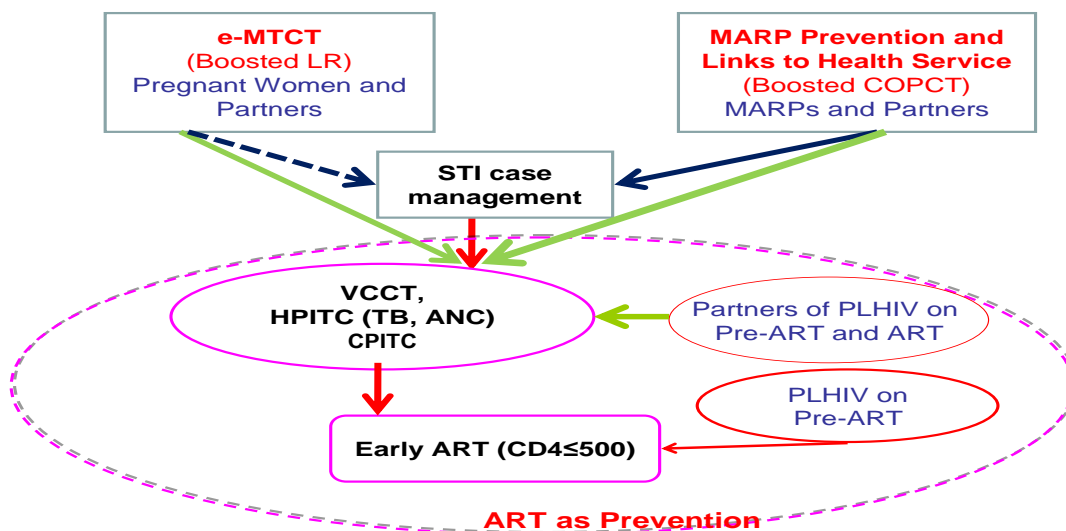 e-MTCT
(Boosted LR)
Pregnant Women and
Partners
MARP Prevention and
Links to Health Service
(Boosted COPCT)
MARPs and Partners
STI case
management
VCCT,
HPITC (TB, ANC)
CPITC
Partners of PLHIV on
Pre-ART and ART
PLHIV on
Pre-ART
Early ART (CD4≤500)
ART as Prevention